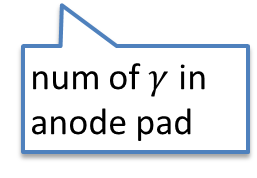 num of γ in
anode pad